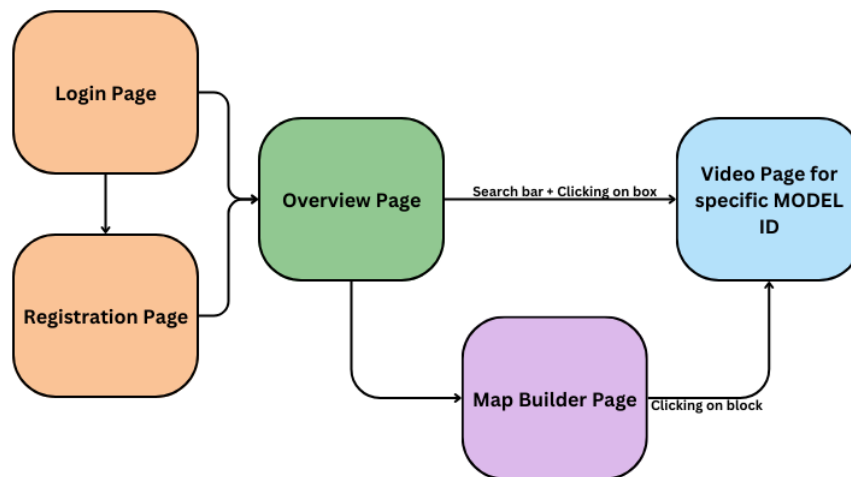 Login Page
Registration Page
Overview Page
Search bar + Clicking on box
Video Page for
specific MODEL
ID
Map Builder Page
Clicking on block